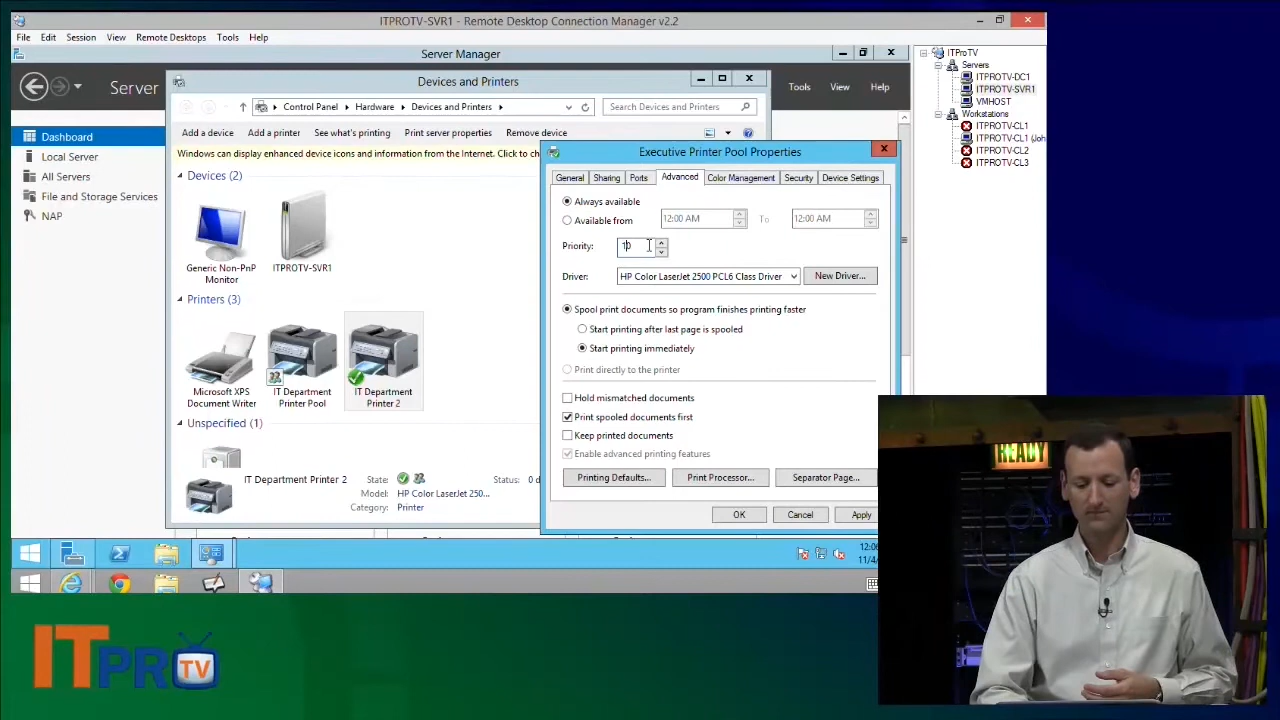 ITPROTV-SVR1 - Remote Desktop Connection Manager v2.2
File Edit Session View Remote Desktops Tools Help
Server Manager
Server
Tools View Help
Dashboard
Local Server
All Servers
File and Storage Services
NAP
Devices and Printers
Control Panel Hardware Devices and Printers
Search Devices and Printers
Add a device Add a printer See what's printing Print server properties Remove device
Windows can display enhanced device icons and information from the Internet. Click to ch
Devices (2)
Generic Non-PnP
Monitor
ITPROTV-SVR1
Printers (3)
Microsoft XPS
Document Writer
IT Department
Printer Pool
IT Department
Printer 2
Unspecified (1)
IT Department Printer 2
State:
Status: 0 d
Model: HP Color LaserJet 250...
Category: Printer
Executive Printer Pool Properties
General Sharing Ports Advanced Color Management Security Device Settings
Always available
Available from 12:00 AM To 12:00 AM
Priority: 10
Driver: HP Color LaserJet 2500 PCL6 Class Driver New Driver...
Spool print documents so program finishes printing faster
Start printing after last page is spooled
Start printing immediately
Print directly to the printer
Hold mismatched documents
Print spooled documents first
Keep printed documents
Enable advanced printing features
Printing Defaults... Print Processor... Separator Page...
OK Cancel Apply
ITProTV
Servers
ITPROTV-DC1
ITPROTV-SVR1
VMHOST
Workstations
ITPROTV-CL1
ITPROTV-CL1 (Joh
ITPROTV-CL2
ITPROTV-CL3
12:06
11/4/
READY
ITPRO
TV